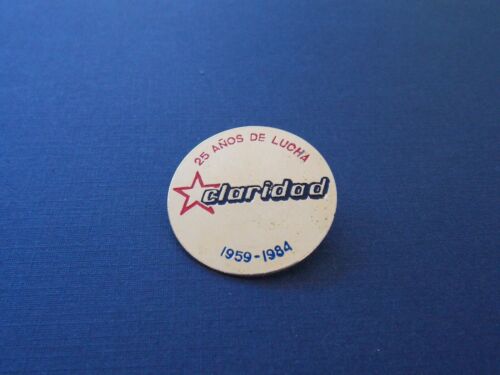 25 AÑOS DE LUCHA
claridad
1959-1984